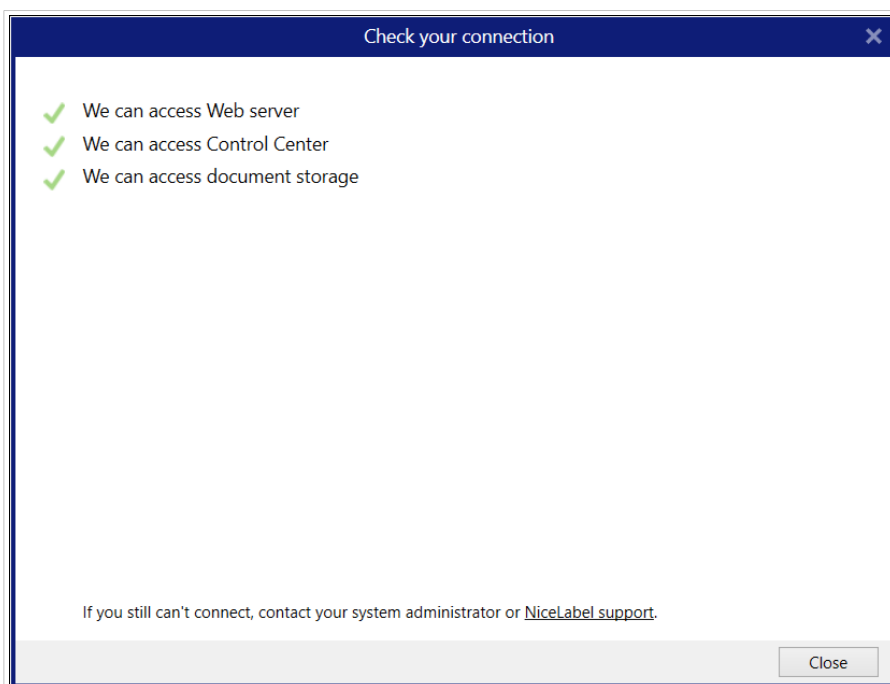 Check your connection
We can access Web server
We can access Control Center
We can access document storage
If you still can't connect, contact your system administrator or NiceLabel support.
Close